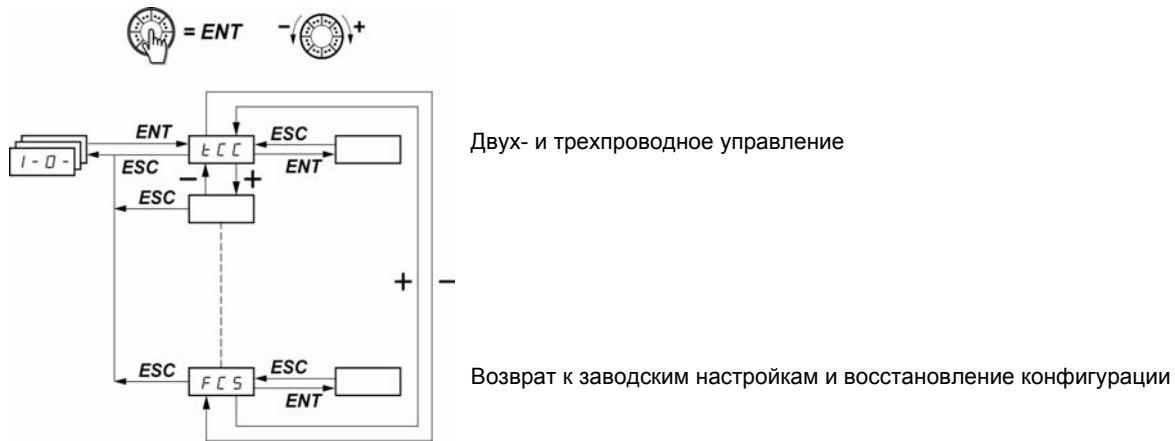 = ENT
− +
ENT
ESC
tCC
ESC
ENT
Двух- и трехпроводное управление
I-O-
− +
ESC
+ −
ESC
FCS
ESC
ENT
Возврат к заводским настройкам и восстановление конфигурации